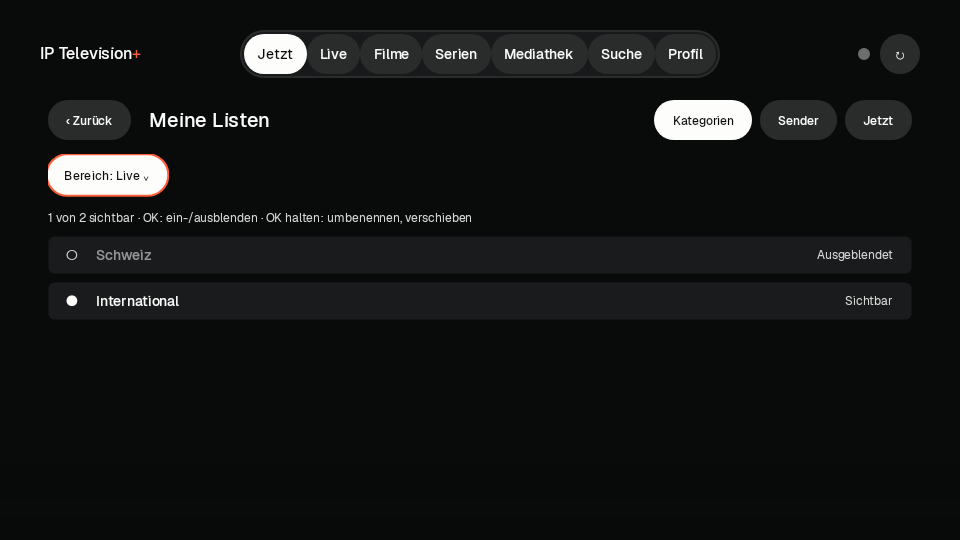 IP Television+
Jetzt Live Filme Serien Mediathek Suche Profil
↻
‹ Zurück Meine Listen Kategorien Sender Jetzt
Bereich: Live ˅
1 von 2 sichtbar · OK: ein-/ausblenden · OK halten: umbenennen, verschieben
Schweiz Ausgeblendet
International Sichtbar